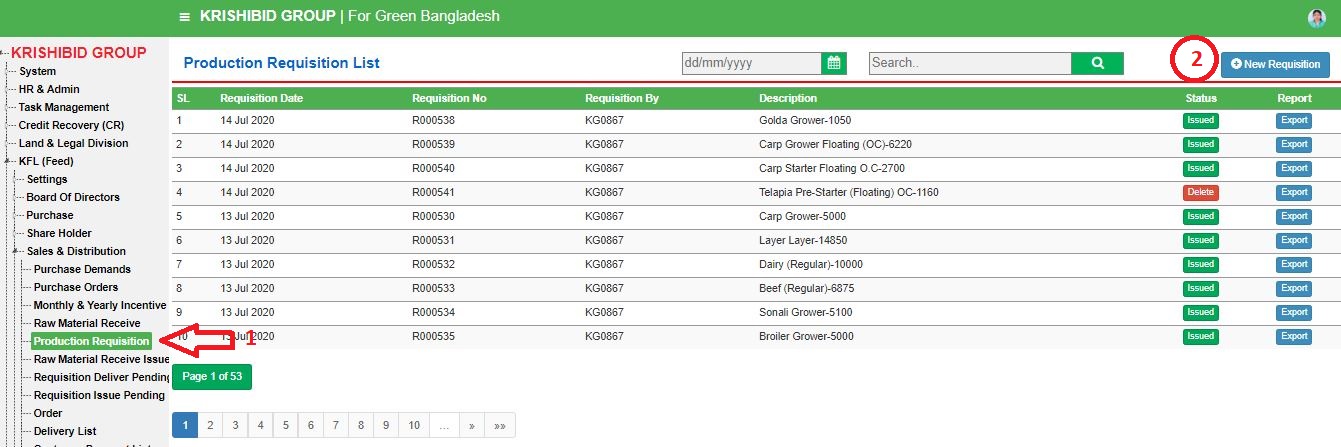 KRISHIBID GROUP | For Green Bangladesh
KRISHIBID GROUP
System
HR & Admin
Task Management
Credit Recovery (CR)
Land & Legal Division
KFL (Feed)
Settings
Board Of Directors
Purchase
Share Holder
Sales & Distribution
Purchase Demands
Purchase Orders
Monthly & Yearly Incentive
Raw Material Receive
Production Requisition
1
Raw Material Receive Issue
Requisition Deliver Pending
Requisition Issue Pending
Order
Delivery List
Production Requisition List
dd/mm/yyyy
Search..
2
New Requisition
SL Requisition Date Requisition No Requisition By Description Status Report
1 14 Jul 2020 R000538 KG0867 Golda Grower-1050 Issued Export
2 14 Jul 2020 R000539 KG0867 Carp Grower Floating (OC)-6220 Issued Export
3 14 Jul 2020 R000540 KG0867 Carp Starter Floating O.C-2700 Issued Export
4 14 Jul 2020 R000541 KG0867 Telapia Pre-Starter (Floating) OC-1160 Delete Export
5 13 Jul 2020 R000530 KG0867 Carp Grower-5000 Issued Export
6 13 Jul 2020 R000531 KG0867 Layer Layer-14850 Issued Export
7 13 Jul 2020 R000532 KG0867 Dairy (Regular)-10000 Issued Export
8 13 Jul 2020 R000533 KG0867 Beef (Regular)-6875 Issued Export
9 13 Jul 2020 R000534 KG0867 Sonali Grower-5100 Issued Export
10 13 Jul 2020 R000535 KG0867 Broiler Grower-5000 Issued Export
Page 1 of 53
1 2 3 4 5 6 7 8 9 10 ... » »»